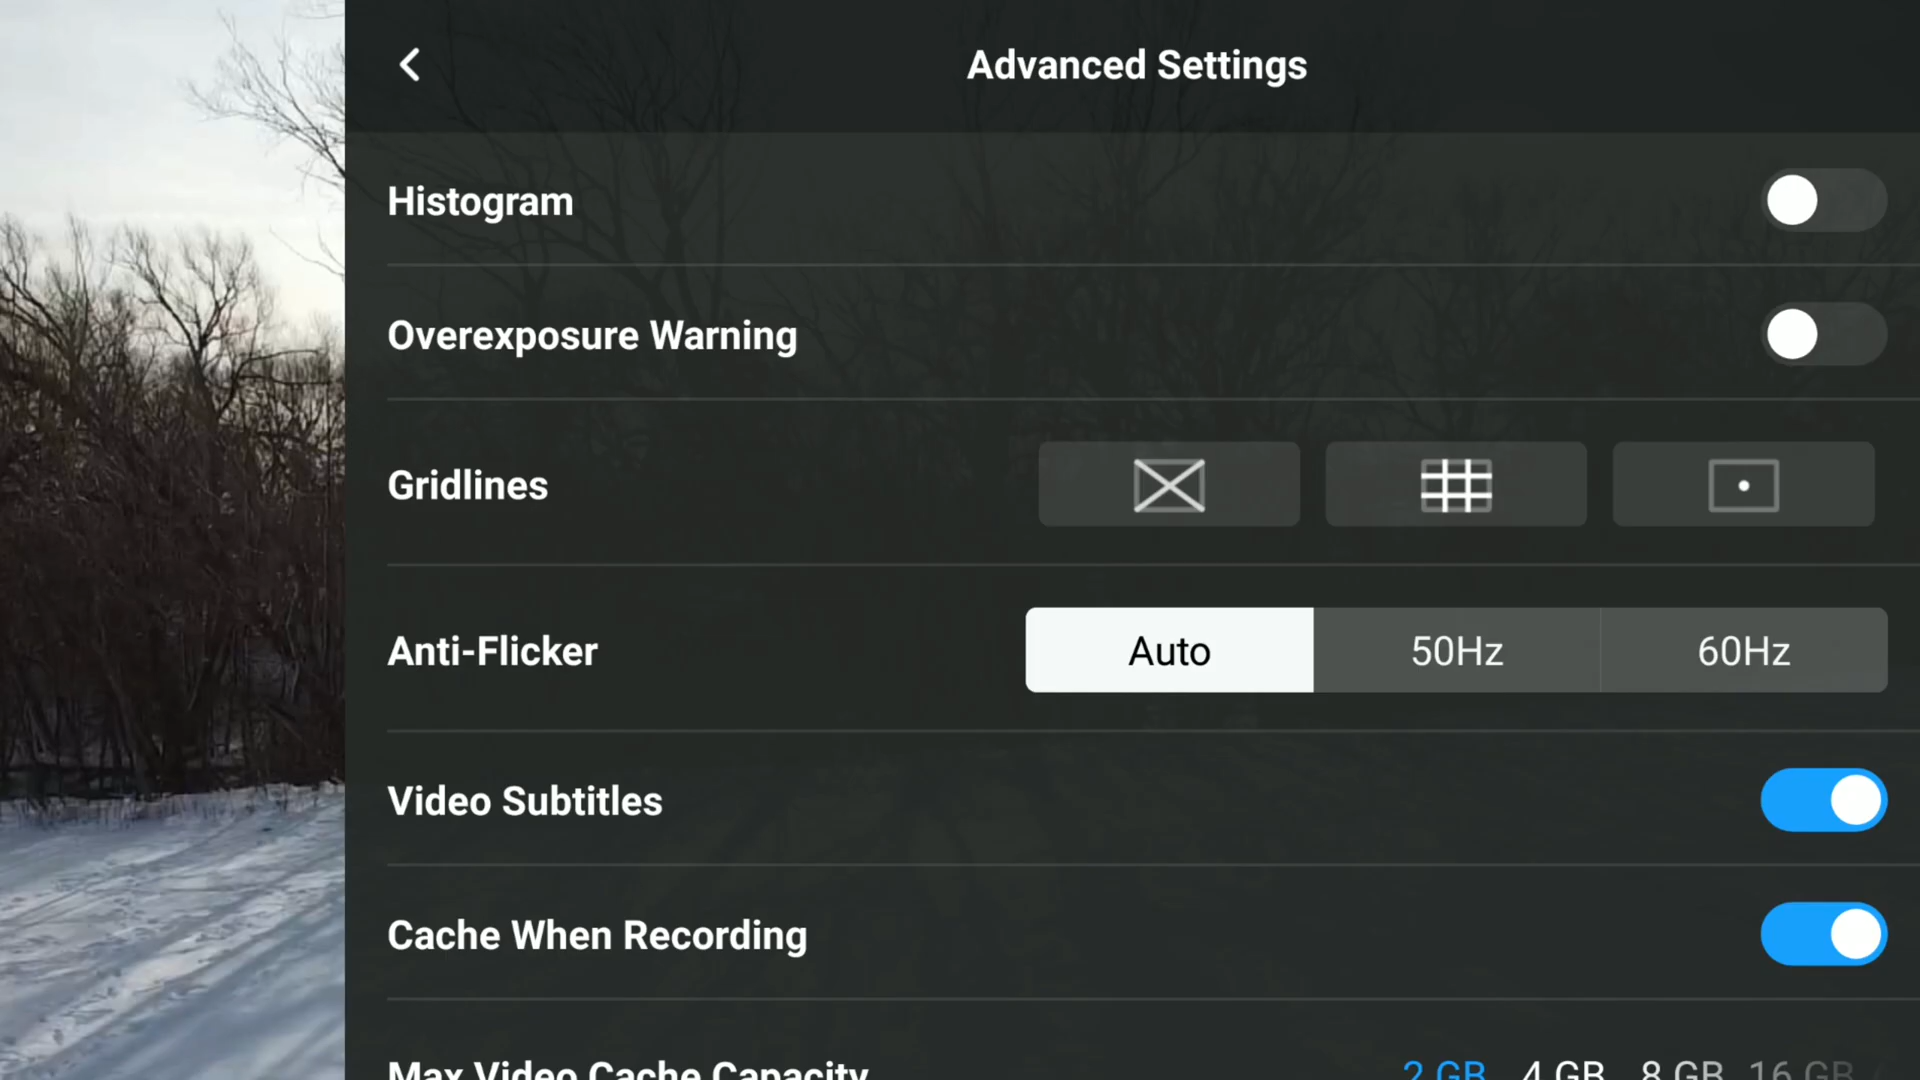 Advanced Settings
Histogram
Overexposure Warning
Gridlines
Anti-Flicker Auto 50Hz 60Hz
Video Subtitles
Cache When Recording
Max Video Cache Capacity 2 GB 4 GB 8 GB 16 GB